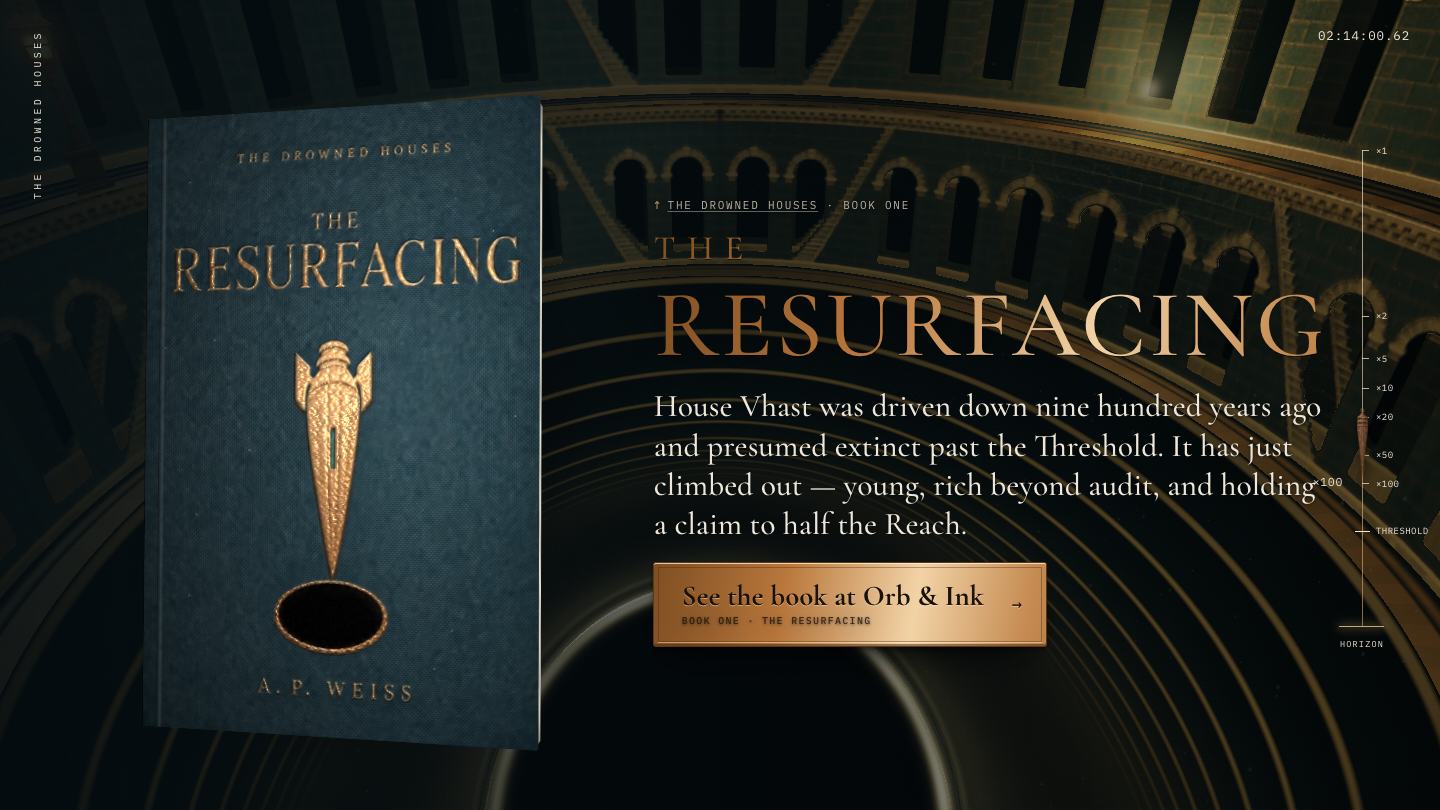 THE DROWNED HOUSES
02:14:00.62
THE DROWNED HOUSES
THE
RESURFACING
A. P. WEISS
↑ THE DROWNED HOUSES · BOOK ONE
THE
RESURFACING
House Vhast was driven down nine hundred years ago
and presumed extinct past the Threshold. It has just
climbed out — young, rich beyond audit, and holding
a claim to half the Reach.
See the book at Orb & Ink →
BOOK ONE · THE RESURFACING
×1
×2
×5
×10
×20
×50
×100
×100
THRESHOLD
HORIZON